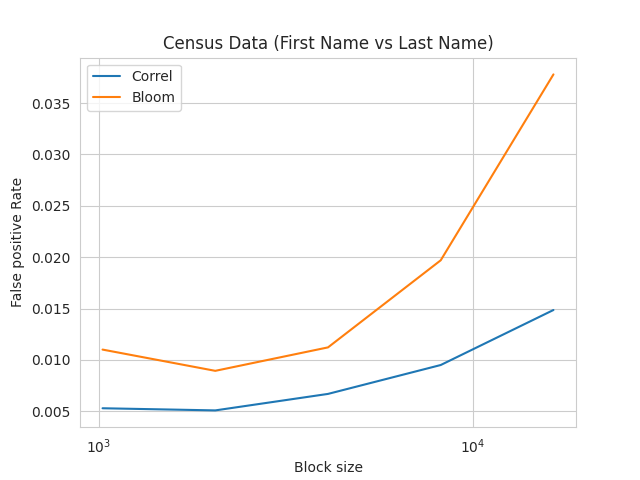 Census Data (First Name vs Last Name)
Correl
Bloom
False positive Rate
0.035
0.030
0.025
0.020
0.015
0.010
0.005
10³
10⁴
Block size